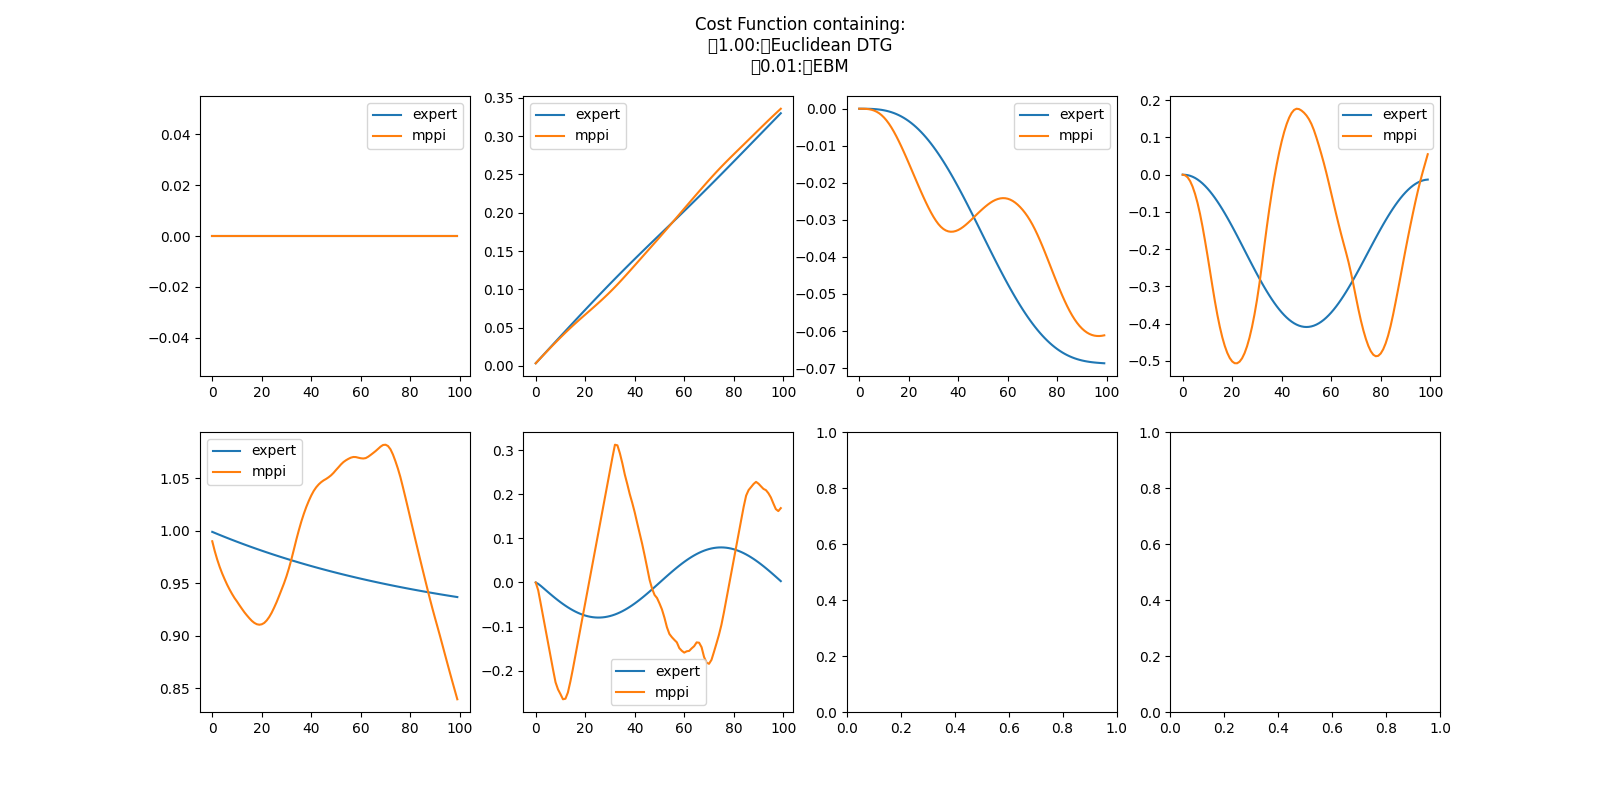 Cost Function containing:
1.00: Euclidean DTG
0.01: EBM
expert
mppi
0.04
0.02
0.00
−0.02
−0.04
0 20 40 60 80 100
expert
mppi
0.35
0.30
0.25
0.20
0.15
0.10
0.05
0.00
0 20 40 60 80 100
expert
mppi
0.00
−0.01
−0.02
−0.03
−0.04
−0.05
−0.06
−0.07
0 20 40 60 80 100
expert
mppi
0.2
0.1
0.0
−0.1
−0.2
−0.3
−0.4
−0.5
0 20 40 60 80 100
expert
mppi
1.05
1.00
0.95
0.90
0.85
0 20 40 60 80 100
0.3
0.2
0.1
0.0
−0.1
−0.2
expert
mppi
0 20 40 60 80 100
1.0
0.8
0.6
0.4
0.2
0.0
0.0 0.2 0.4 0.6 0.8 1.0
1.0
0.8
0.6
0.4
0.2
0.0
0.0 0.2 0.4 0.6 0.8 1.0